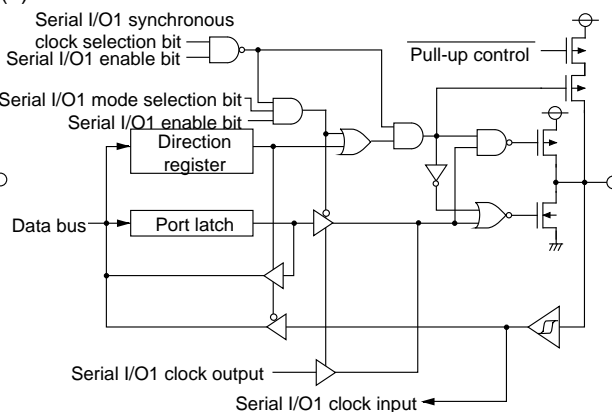 Serial I/O1 synchronous
clock selection bit
Serial I/O1 enable bit
Pull-up control
Serial I/O1 mode selection bit
Serial I/O1 enable bit
Direction
register
Data bus
Port latch
Serial I/O1 clock output
Serial I/O1 clock input